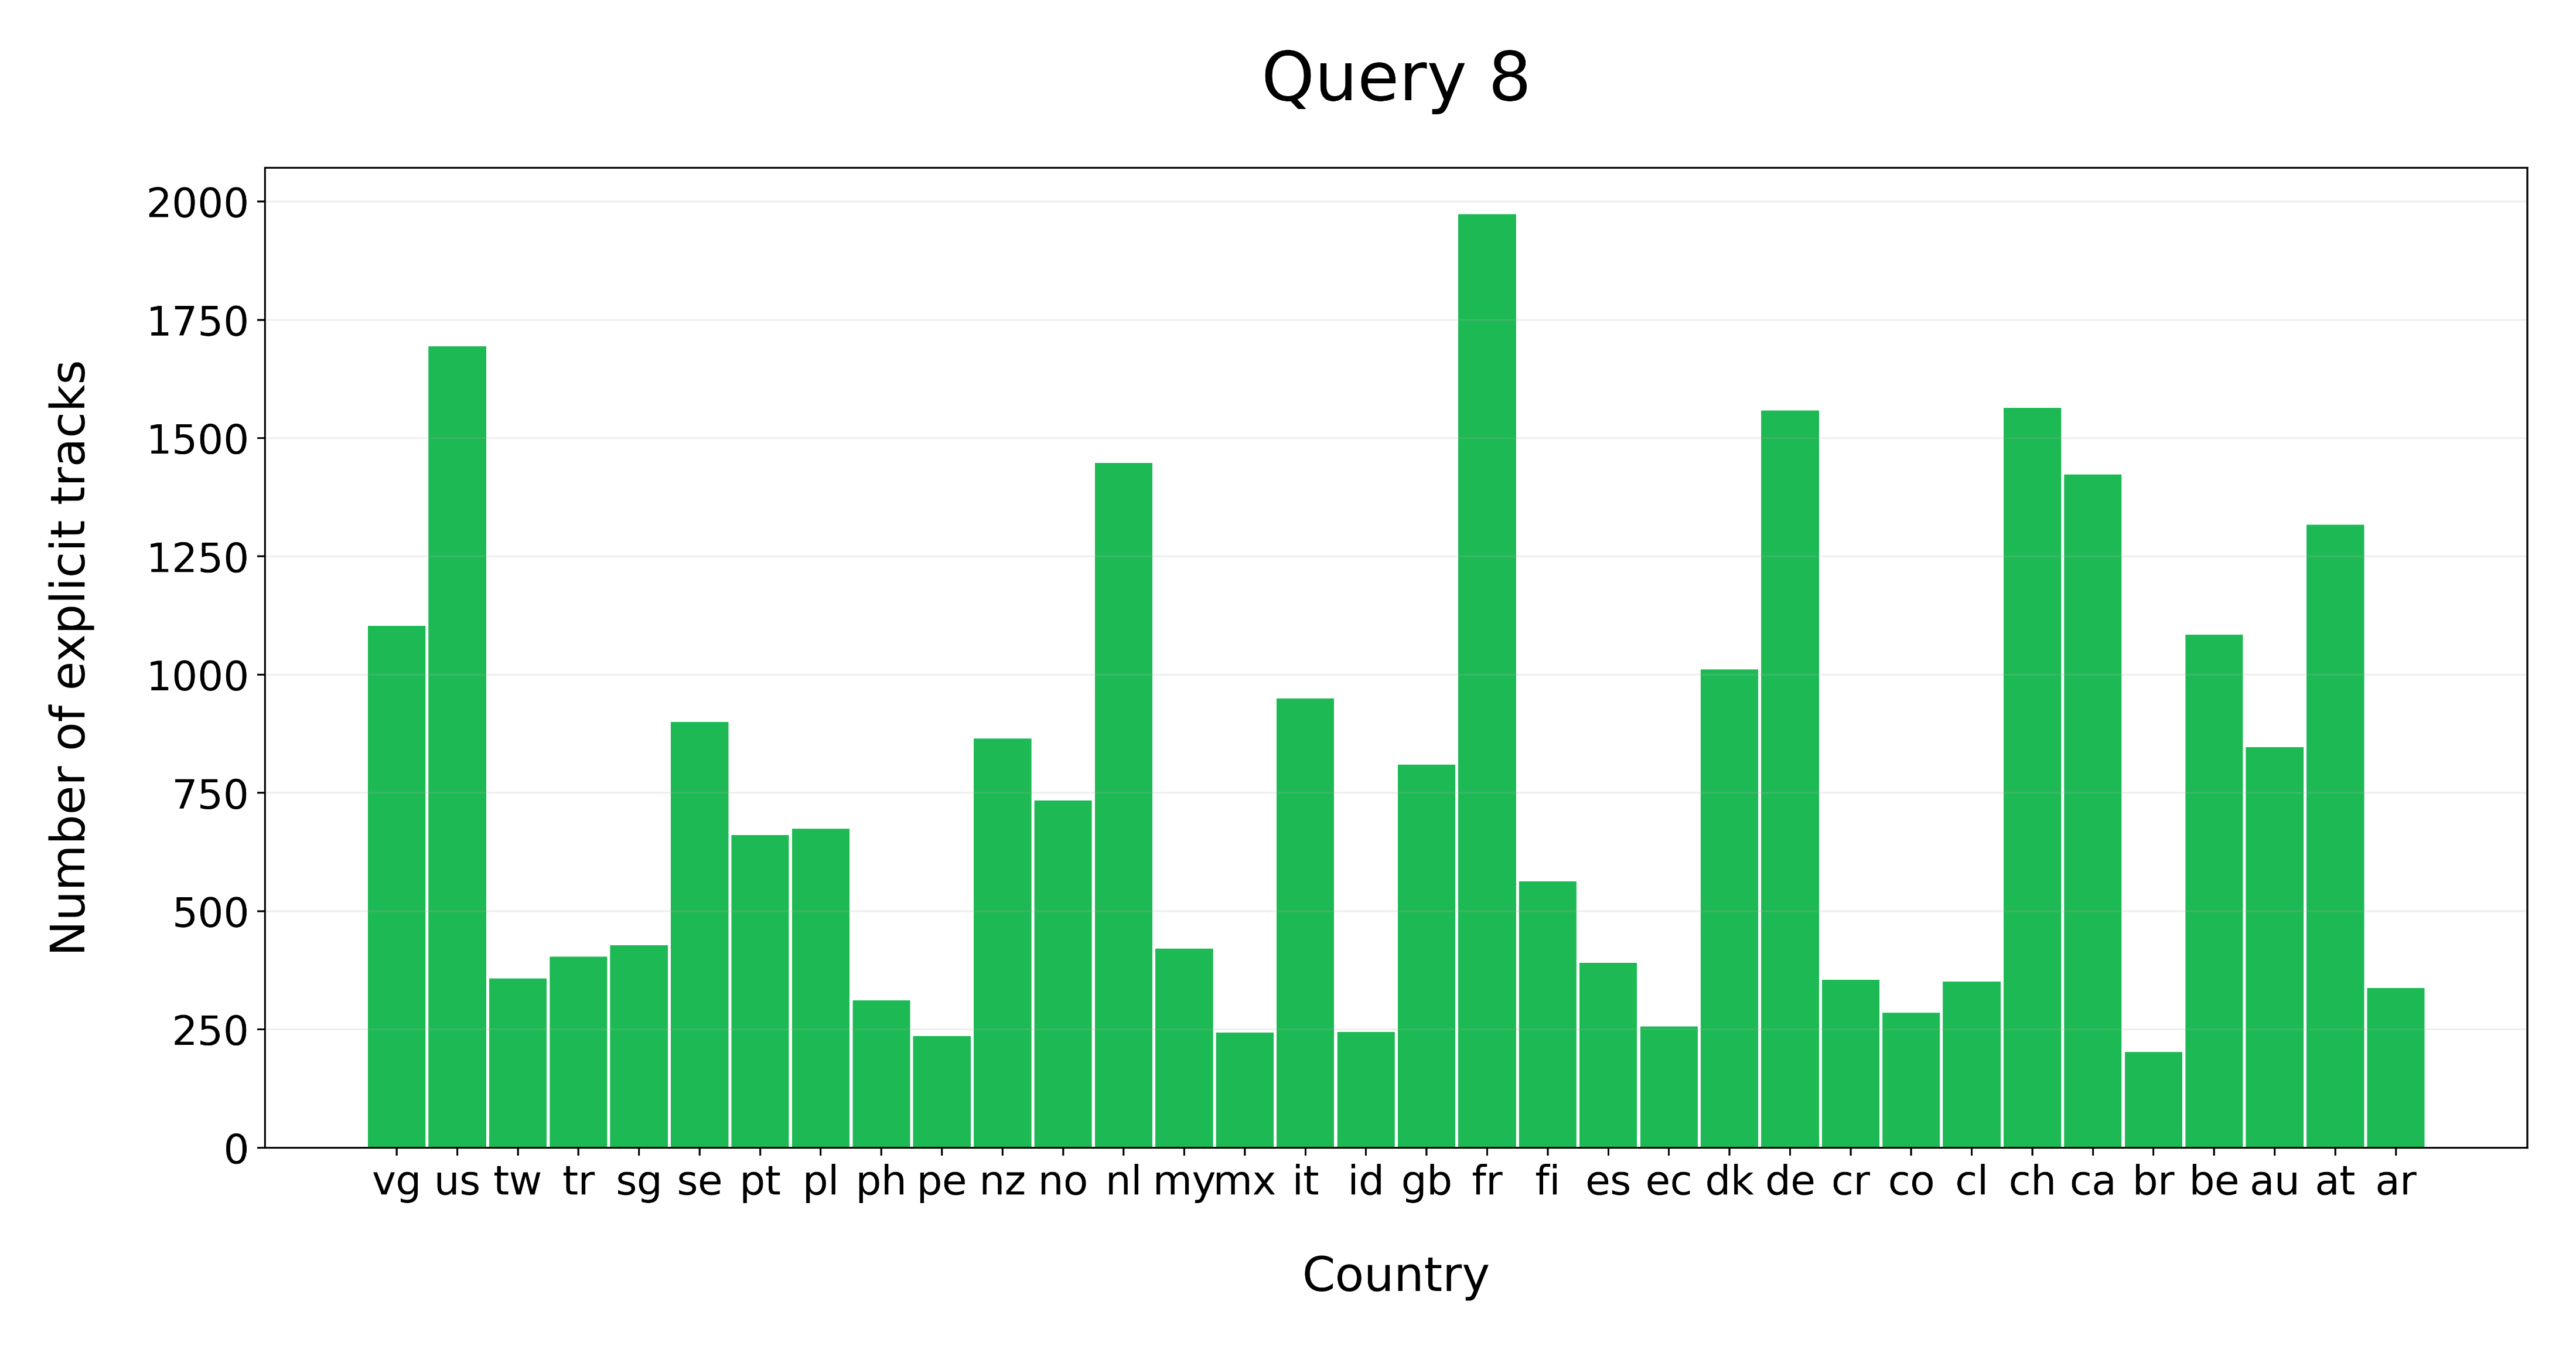 Query 8
Number of explicit tracks
2000
1750
1500
1250
1000
750
500
250
0
vg us tw tr sg se pt pl ph pe nz no nl my mx it id gb fr fi es ec dk de cr co cl ch ca br be au at ar
Country